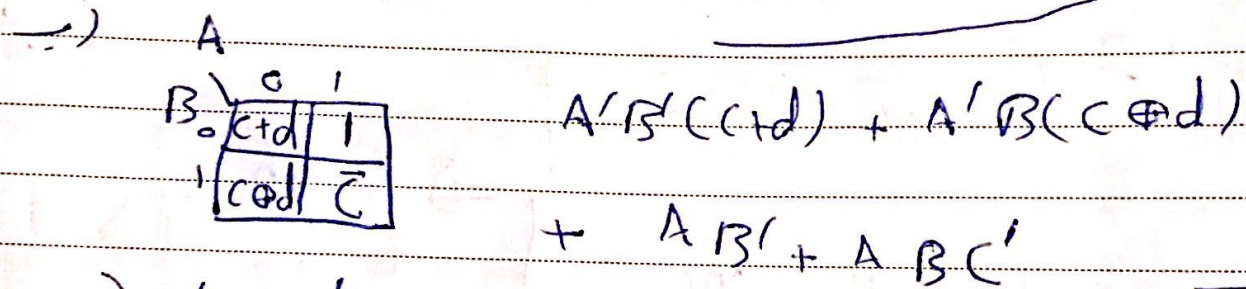 ب) A
B \ 0 1
0 c+d 1 A'B'(c+d) + A'B(c ⊕ d)
1 c⊕d c̅
+ AB' + ABC'